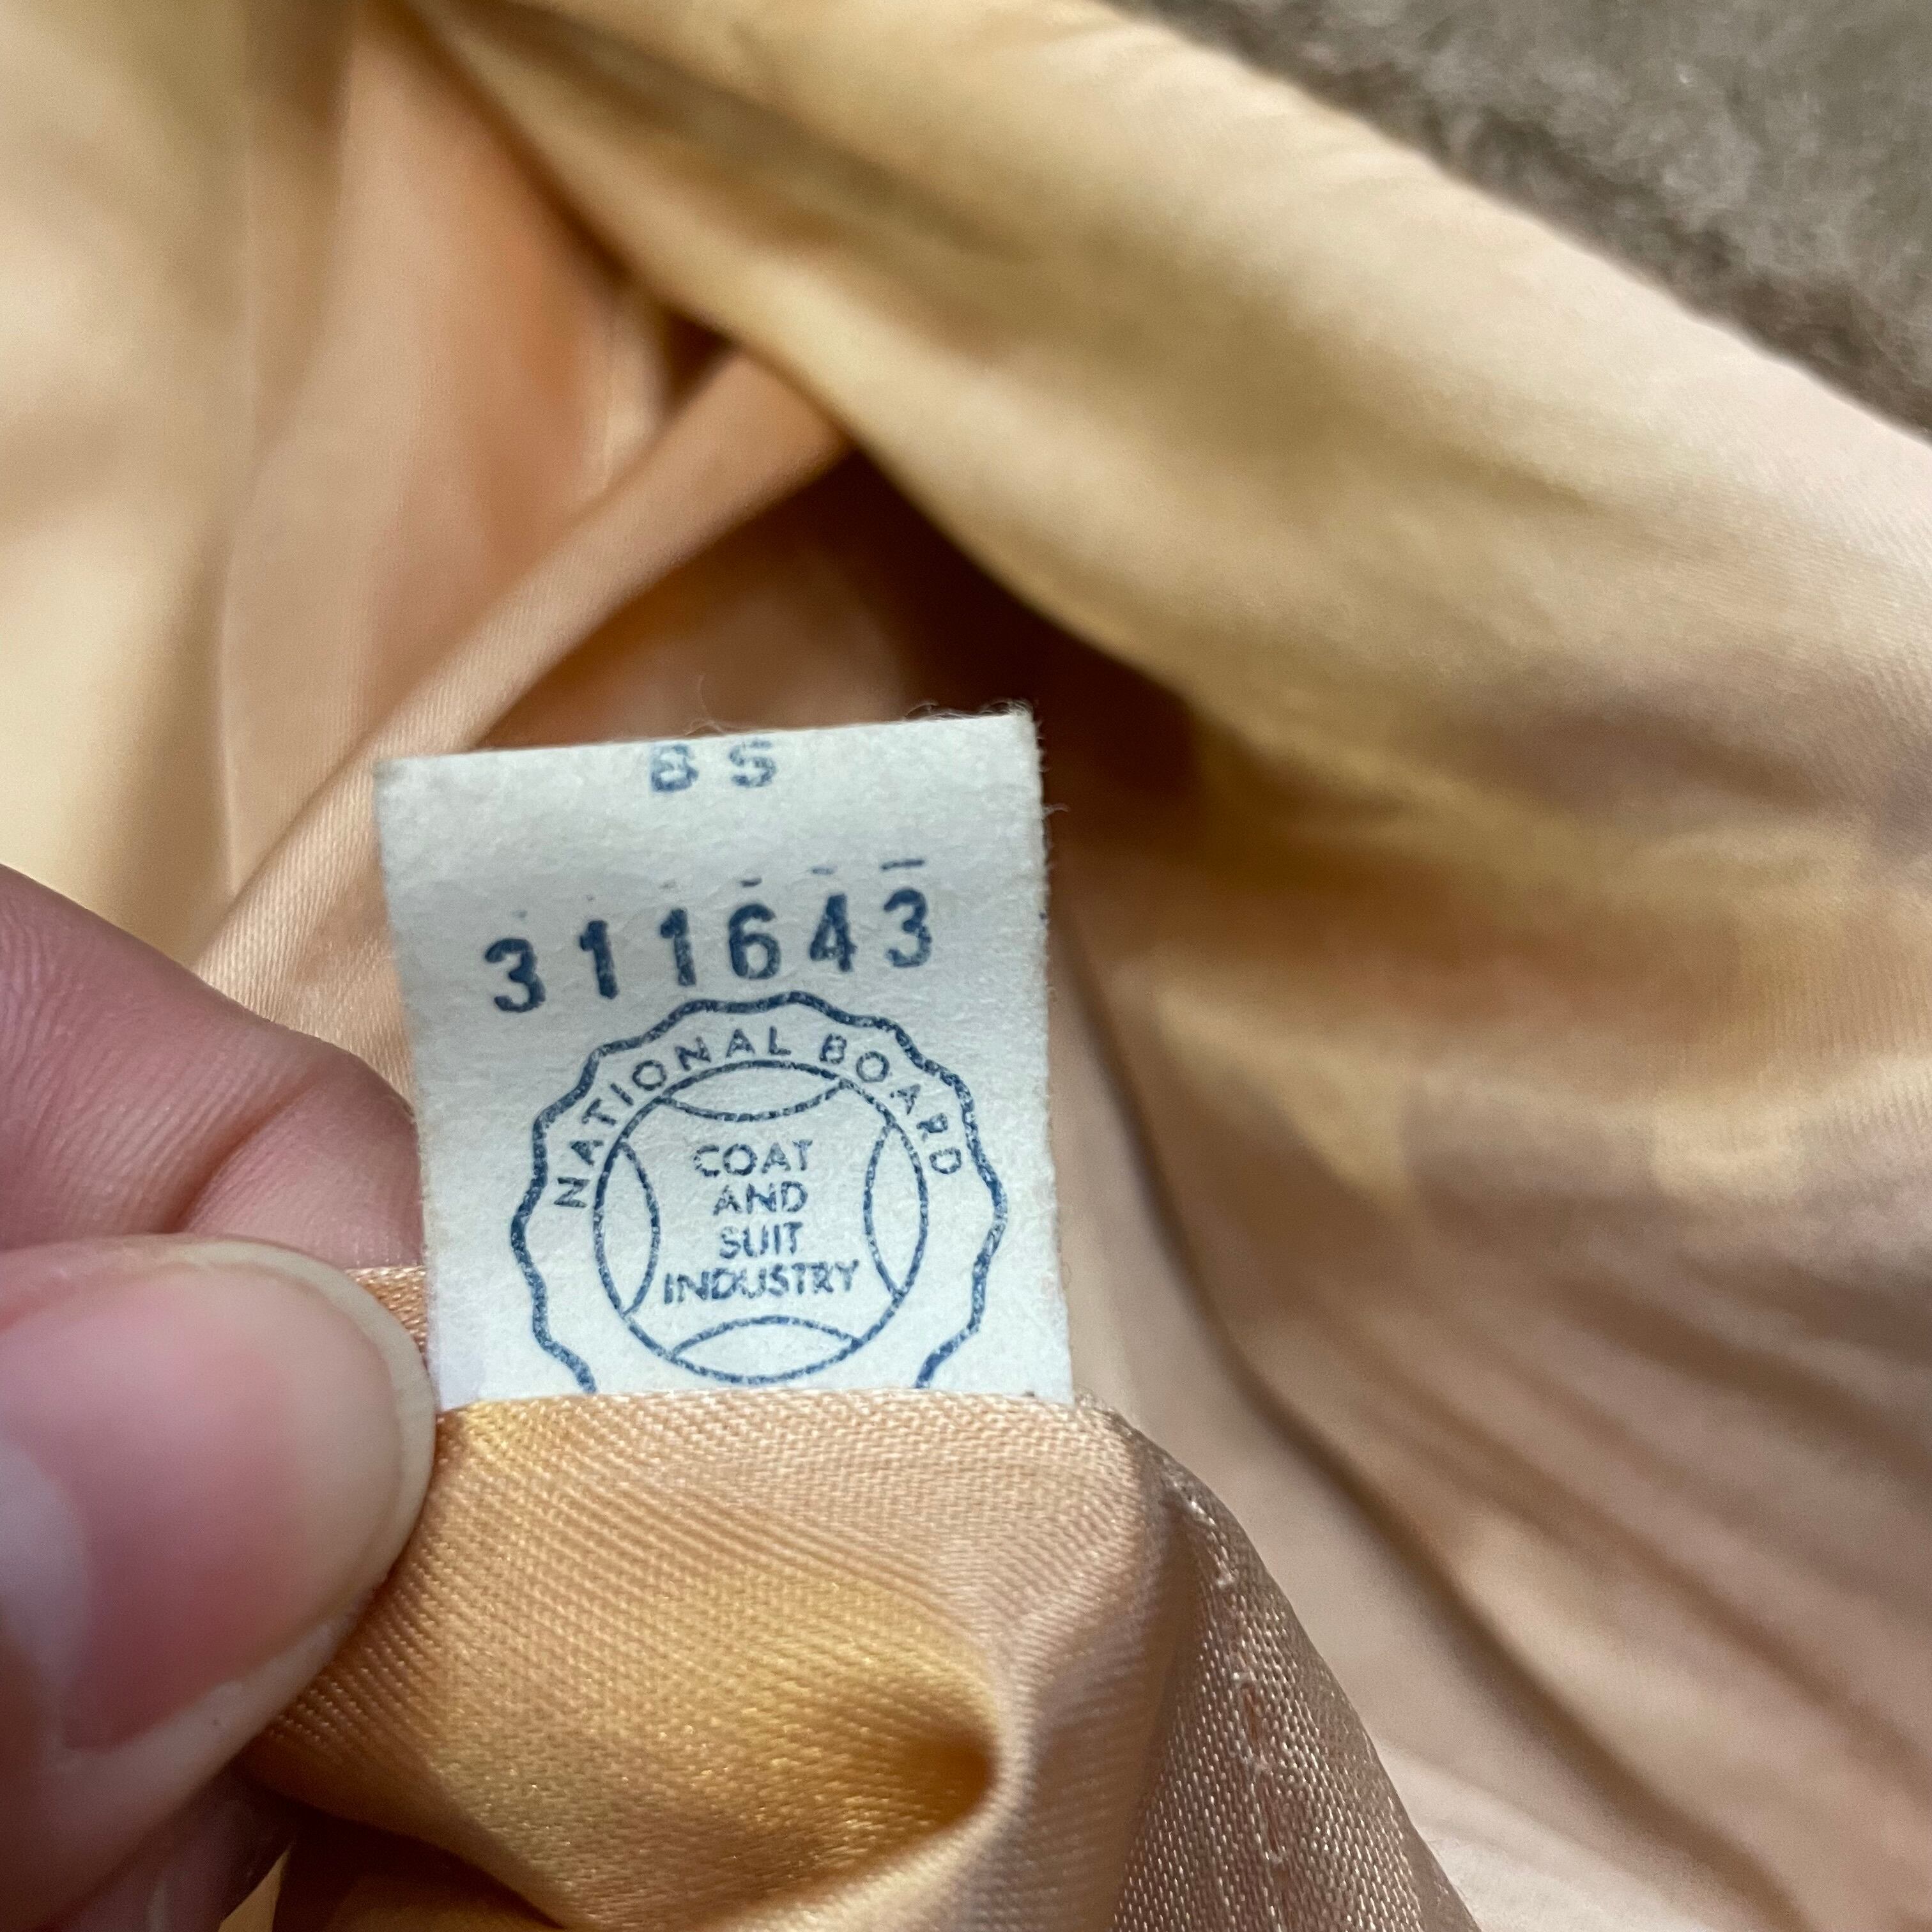 BS
311643
NATIONAL BOARD
COAT
AND
SUIT
INDUSTRY